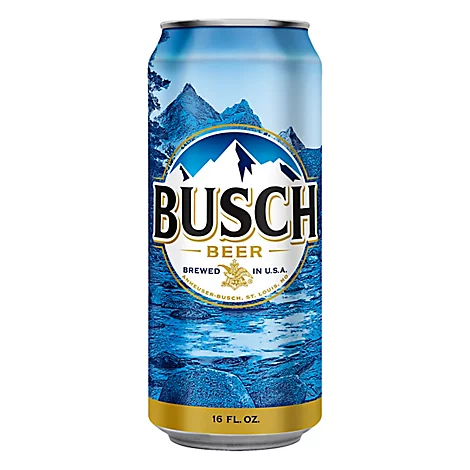 BUSCH
BEER
BREWED IN U.S.A.
ANHEUSER-BUSCH, ST. LOUIS, MO
16 FL. OZ.